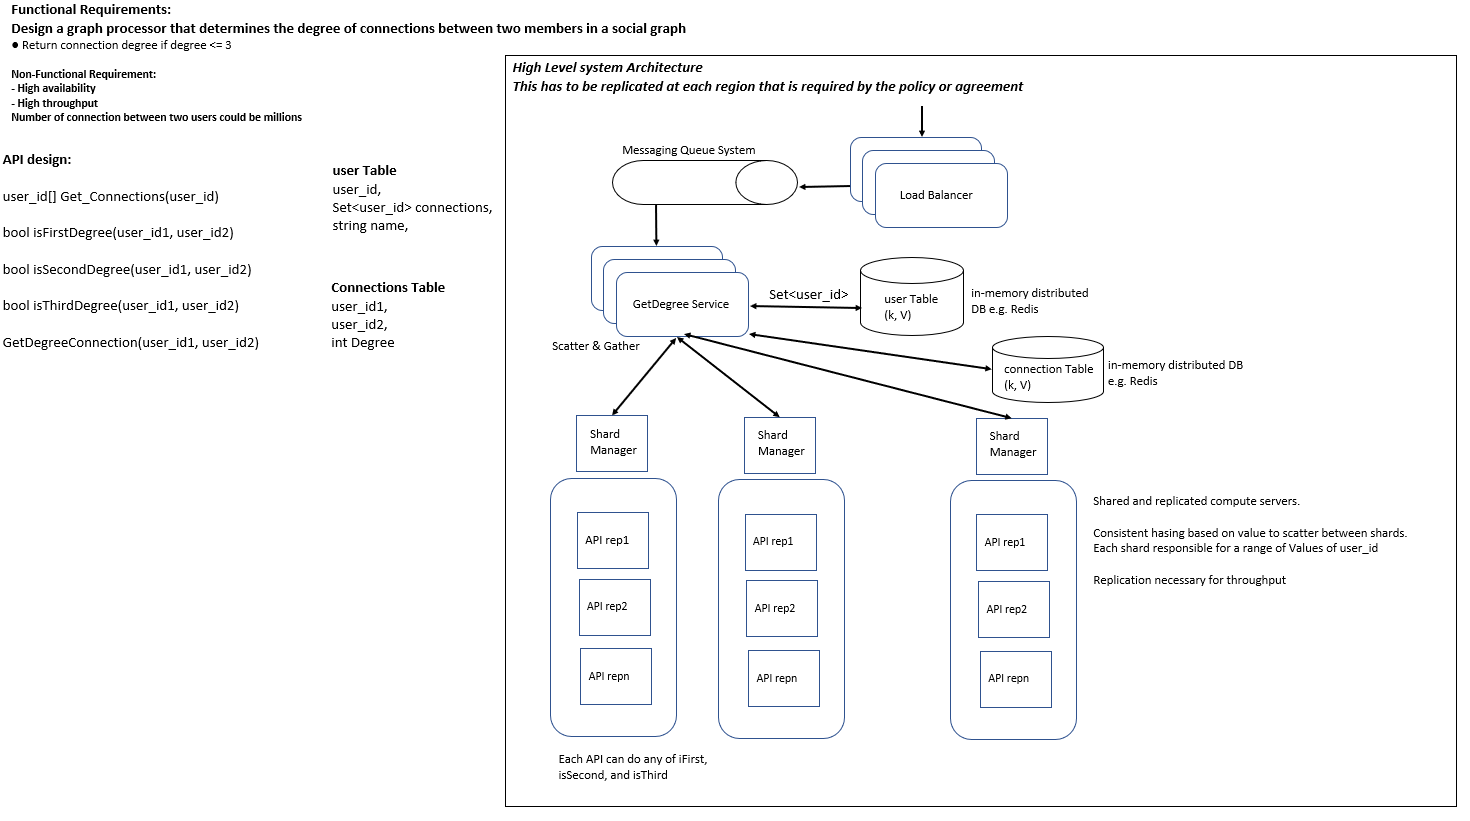 Functional Requirements:
Design a graph processor that determines the degree of connections between two members in a social graph
● Return connection degree if degree <= 3
Non-Functional Requirement:
- High availability
- High throughput
Number of connection between two users could be millions
API design:
user_id[] Get_Connections(user_id)
bool isFirstDegree(user_id1, user_id2)
bool isSecondDegree(user_id1, user_id2)
bool isThirdDegree(user_id1, user_id2)
GetDegreeConnection(user_id1, user_id2)
user Table
user_id,
Set<user_id> connections,
string name,
Connections Table
user_id1,
user_id2,
int Degree
High Level system Architecture
This has to be replicated at each region that is required by the policy or agreement
Messaging Queue System
Load Balancer
GetDegree Service
Set<user_id>
user Table
(k, V)
in-memory distributed
DB e.g. Redis
Scatter & Gather
connection Table
(k, V)
in-memory distributed DB
e.g. Redis
Shard
Manager
Shard
Manager
Shard
Manager
API rep1
API rep2
API repn
API rep1
API rep2
API repn
API rep1
API rep2
API repn
Shared and replicated compute servers.
Consistent hasing based on value to scatter between shards.
Each shard responsible for a range of Values of user_id
Replication necessary for throughput
Each API can do any of iFirst,
isSecond, and isThird